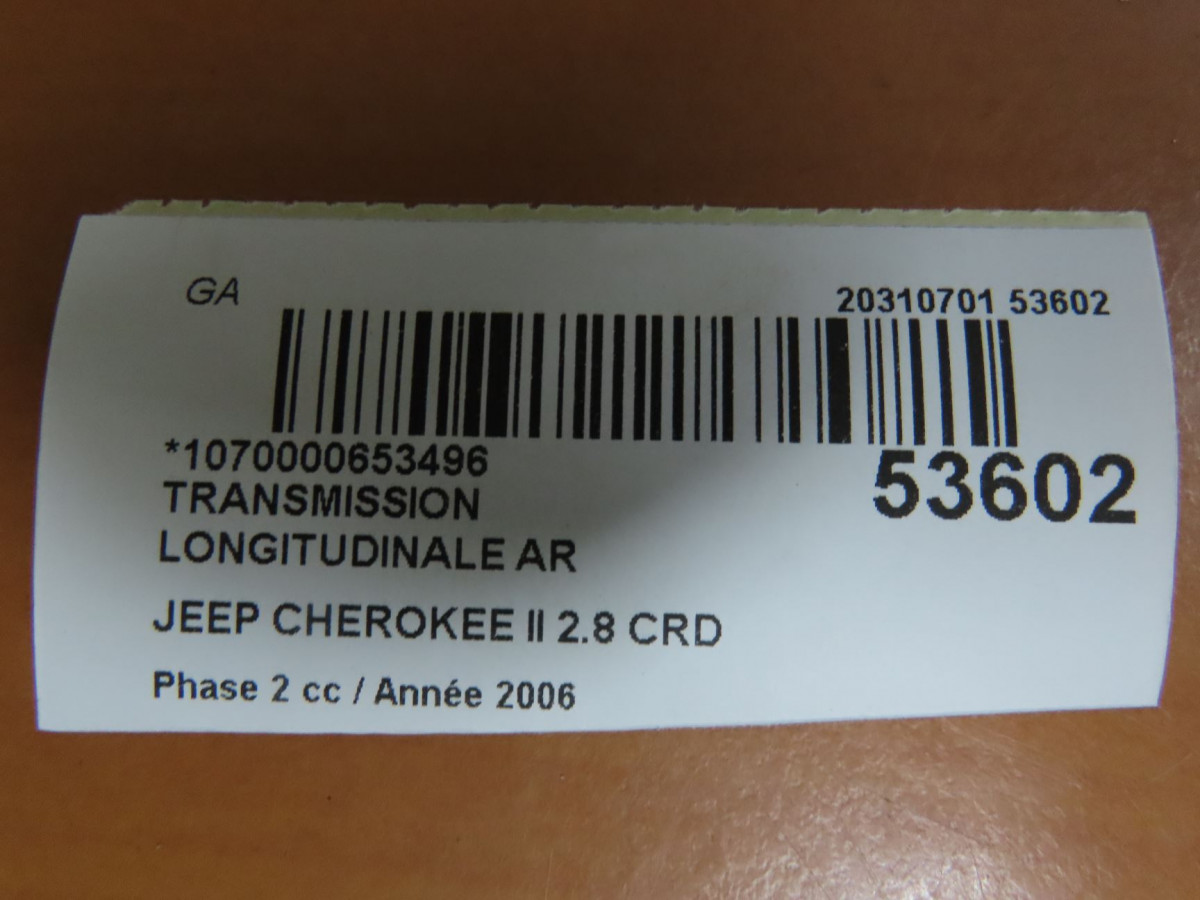 GA
20310701 53602
*1070000653496
53602
TRANSMISSION
LONGITUDINALE AR
JEEP CHEROKEE II 2.8 CRD
Phase 2 cc / Année 2006